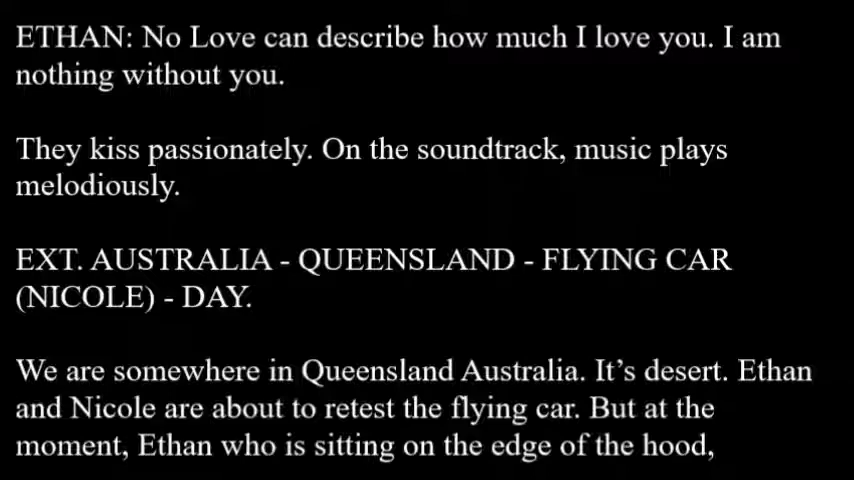 ETHAN: No Love can describe how much I love you. I am
nothing without you.
They kiss passionately. On the soundtrack, music plays
melodiously.
EXT. AUSTRALIA - QUEENSLAND - FLYING CAR
(NICOLE) - DAY.
We are somewhere in Queensland Australia. It’s desert. Ethan
and Nicole are about to retest the flying car. But at the
moment, Ethan who is sitting on the edge of the hood,